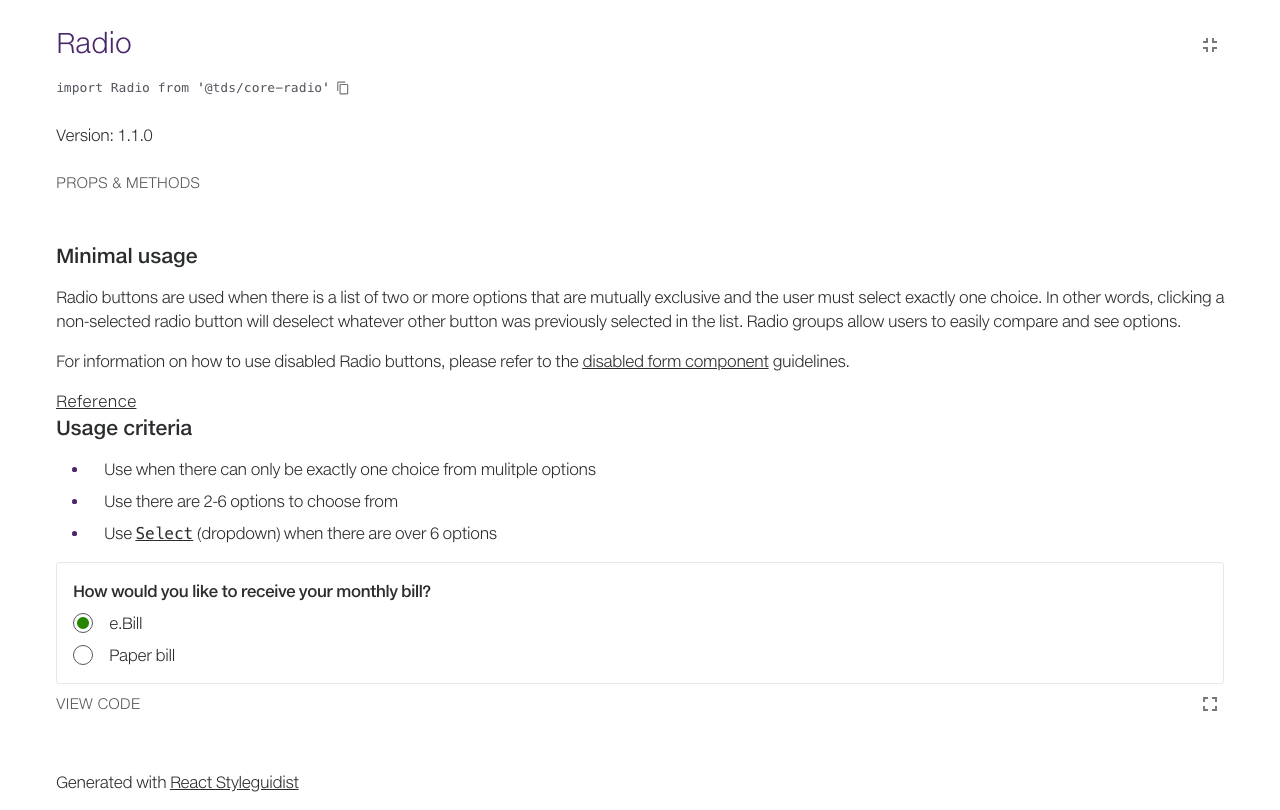 Radio
import Radio from '@tds/core-radio'
Version: 1.1.0
PROPS & METHODS
Minimal usage
Radio buttons are used when there is a list of two or more options that are mutually exclusive and the user must select exactly one choice. In other words, clicking a
non-selected radio button will deselect whatever other button was previously selected in the list. Radio groups allow users to easily compare and see options.
For information on how to use disabled Radio buttons, please refer to the disabled form component guidelines.
Reference
Usage criteria
Use when there can only be exactly one choice from mulitple options
Use there are 2-6 options to choose from
Use Select (dropdown) when there are over 6 options
How would you like to receive your monthly bill?
e.Bill
Paper bill
VIEW CODE
Generated with React Styleguidist